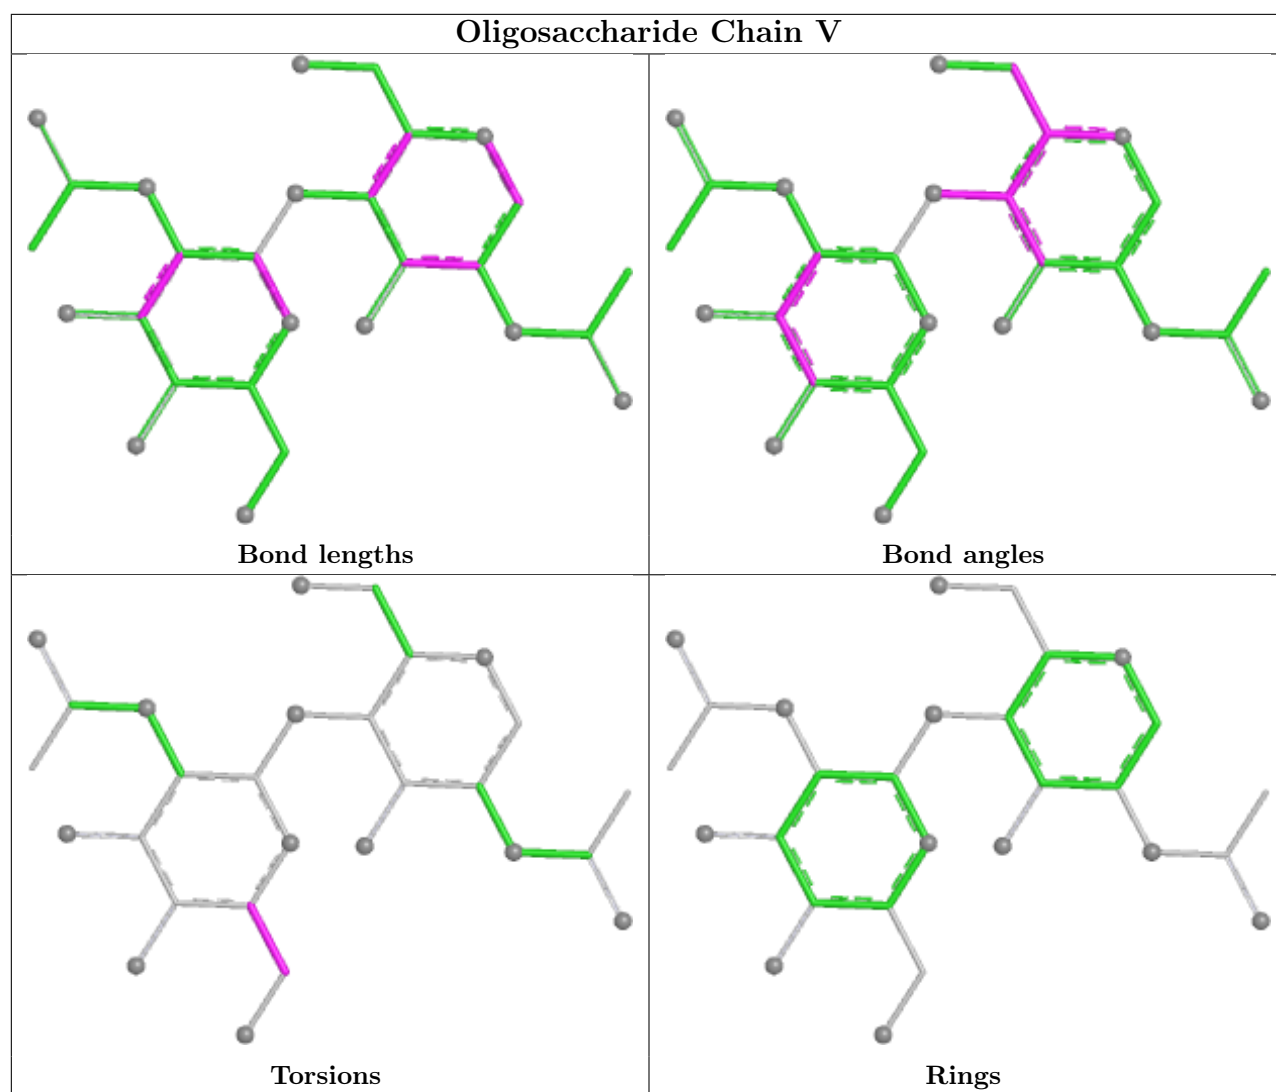 Oligosaccharide Chain V
Bond lengths
Bond angles
Torsions
Rings